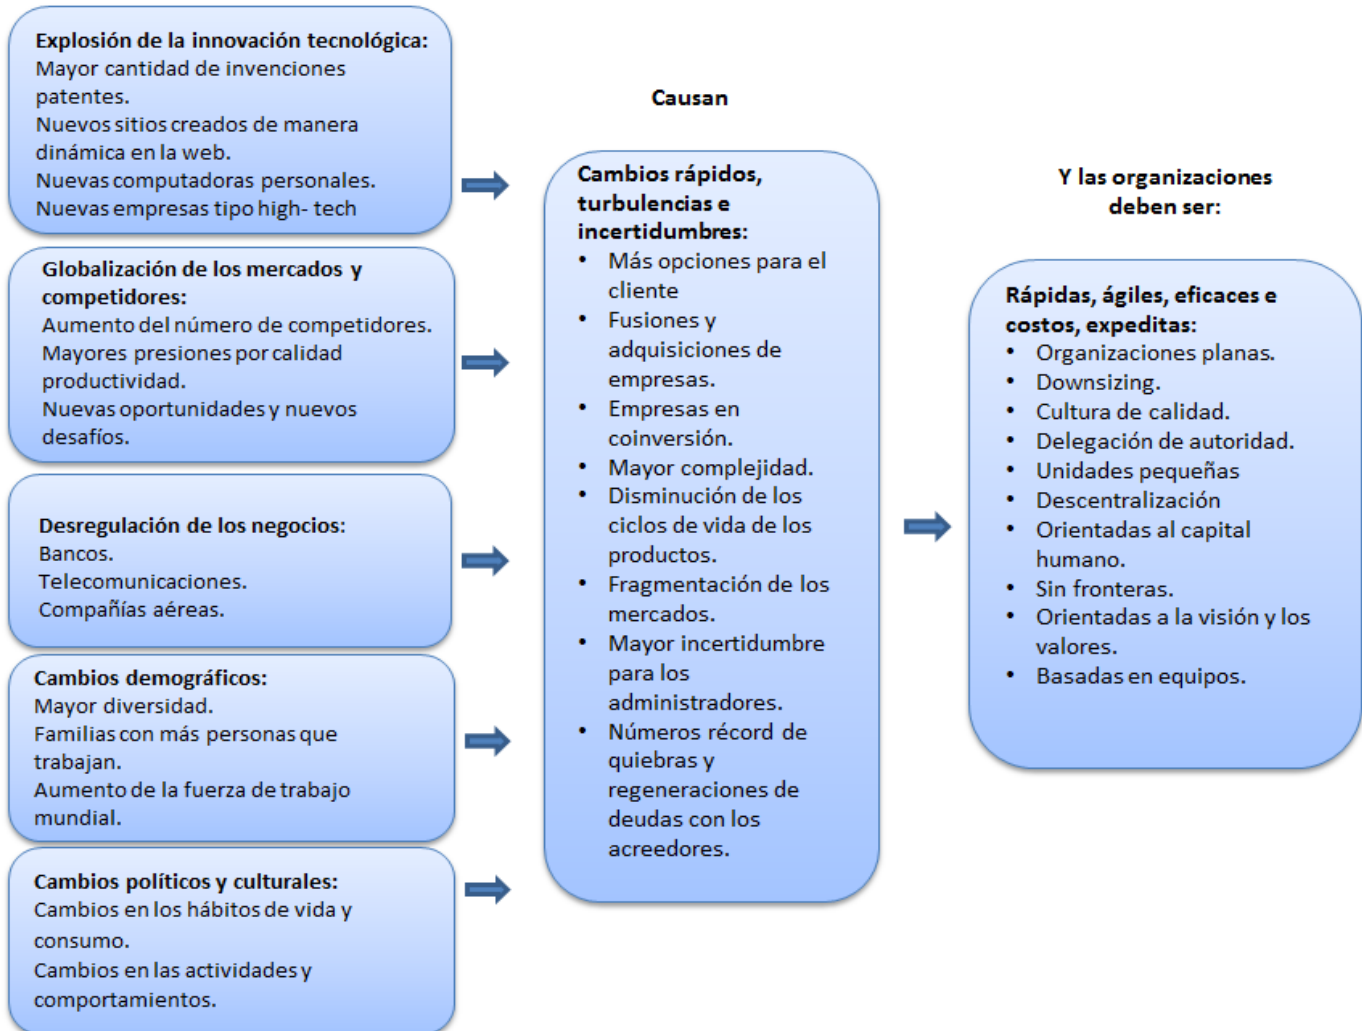 Explosión de la innovación tecnológica:
Mayor cantidad de invenciones
patentes.
Nuevos sitios creados de manera
dinámica en la web.
Nuevas computadoras personales.
Nuevas empresas tipo high- tech
Globalización de los mercados y
competidores:
Aumento del número de competidores.
Mayores presiones por calidad
productividad.
Nuevas oportunidades y nuevos
desafíos.
Desregulación de los negocios:
Bancos.
Telecomunicaciones.
Compañías aéreas.
Cambios demográficos:
Mayor diversidad.
Familias con más personas que
trabajan.
Aumento de la fuerza de trabajo
mundial.
Cambios políticos y culturales:
Cambios en los hábitos de vida y
consumo.
Cambios en las actividades y
comportamientos.
Causan
Cambios rápidos,
turbulencias e
incertidumbres:
• Más opciones para el
cliente
• Fusiones y
adquisiciones de
empresas.
• Empresas en
coinversión.
• Mayor complejidad.
• Disminución de los
ciclos de vida de los
productos.
• Fragmentación de los
mercados.
• Mayor incertidumbre
para los
administradores.
• Números récord de
quiebras y
regeneraciones de
deudas con los
acreedores.
Y las organizaciones
deben ser:
Rápidas, ágiles, eficaces e
costos, expeditas:
• Organizaciones planas.
• Downsizing.
• Cultura de calidad.
• Delegación de autoridad.
• Unidades pequeñas
• Descentralización
• Orientadas al capital
humano.
• Sin fronteras.
• Orientadas a la visión y los
valores.
• Basadas en equipos.